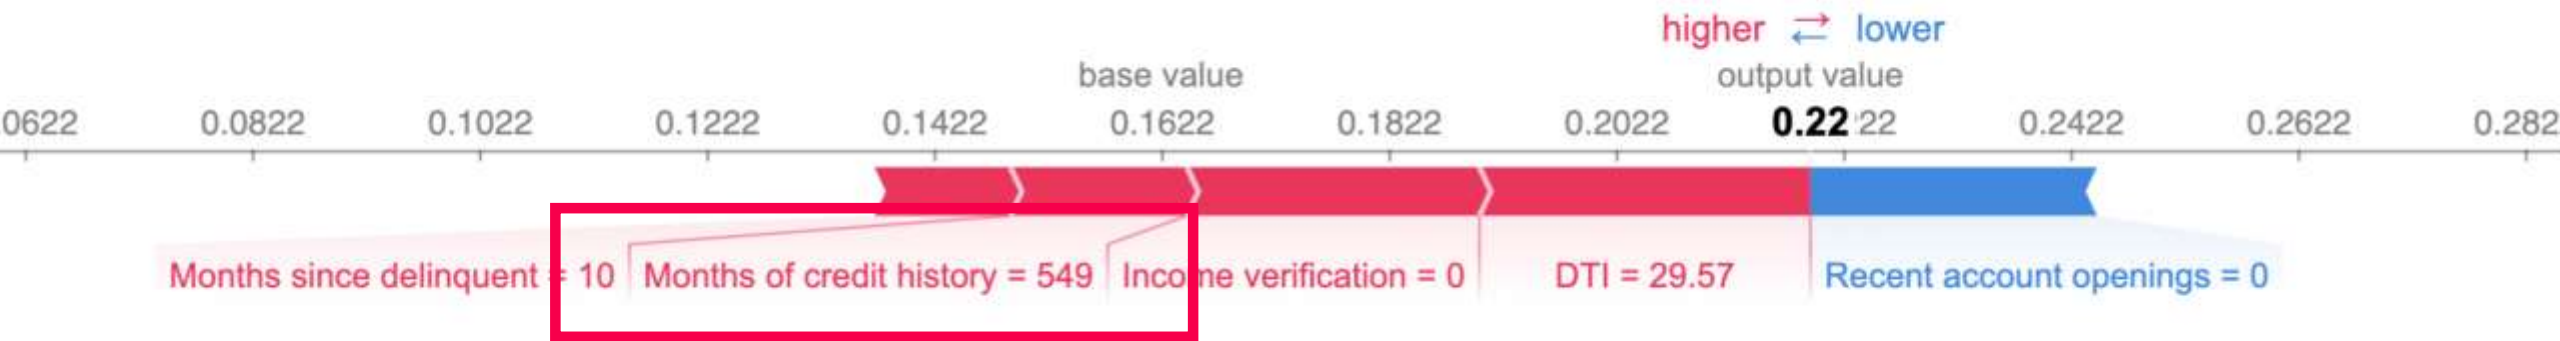 higher ⇄ lower
base value output value
0622 0.0822 0.1022 0.1222 0.1422 0.1622 0.1822 0.2022 0.22 22 0.2422 0.2622 0.282
Months since delinquent = 10 Months of credit history = 549 Income verification = 0 DTI = 29.57 Recent account openings = 0